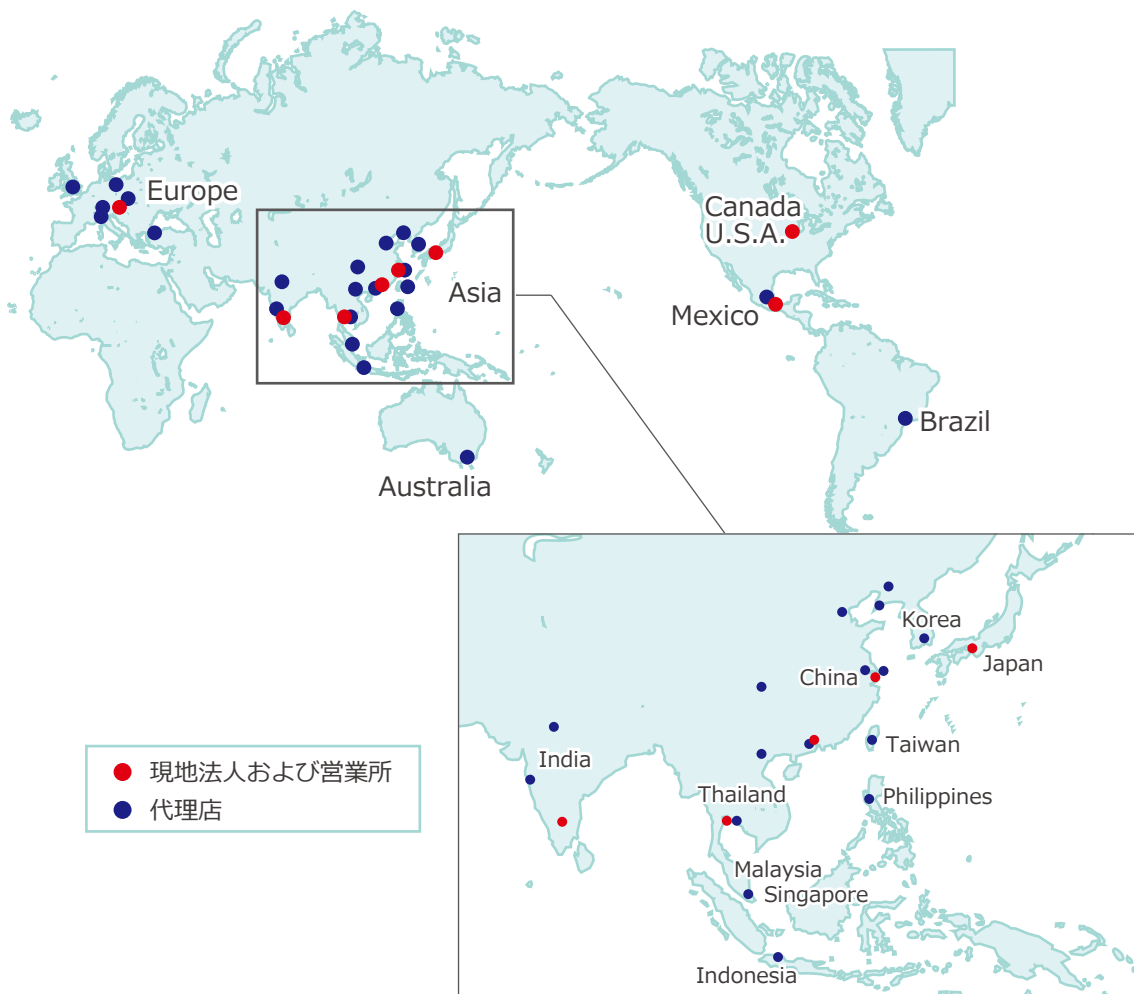 Europe
Canada
U.S.A.
Asia
Mexico
Brazil
Australia
Korea
Japan
China
Taiwan
India
Thailand
Philippines
Malaysia
Singapore
Indonesia
現地法人および営業所
代理店